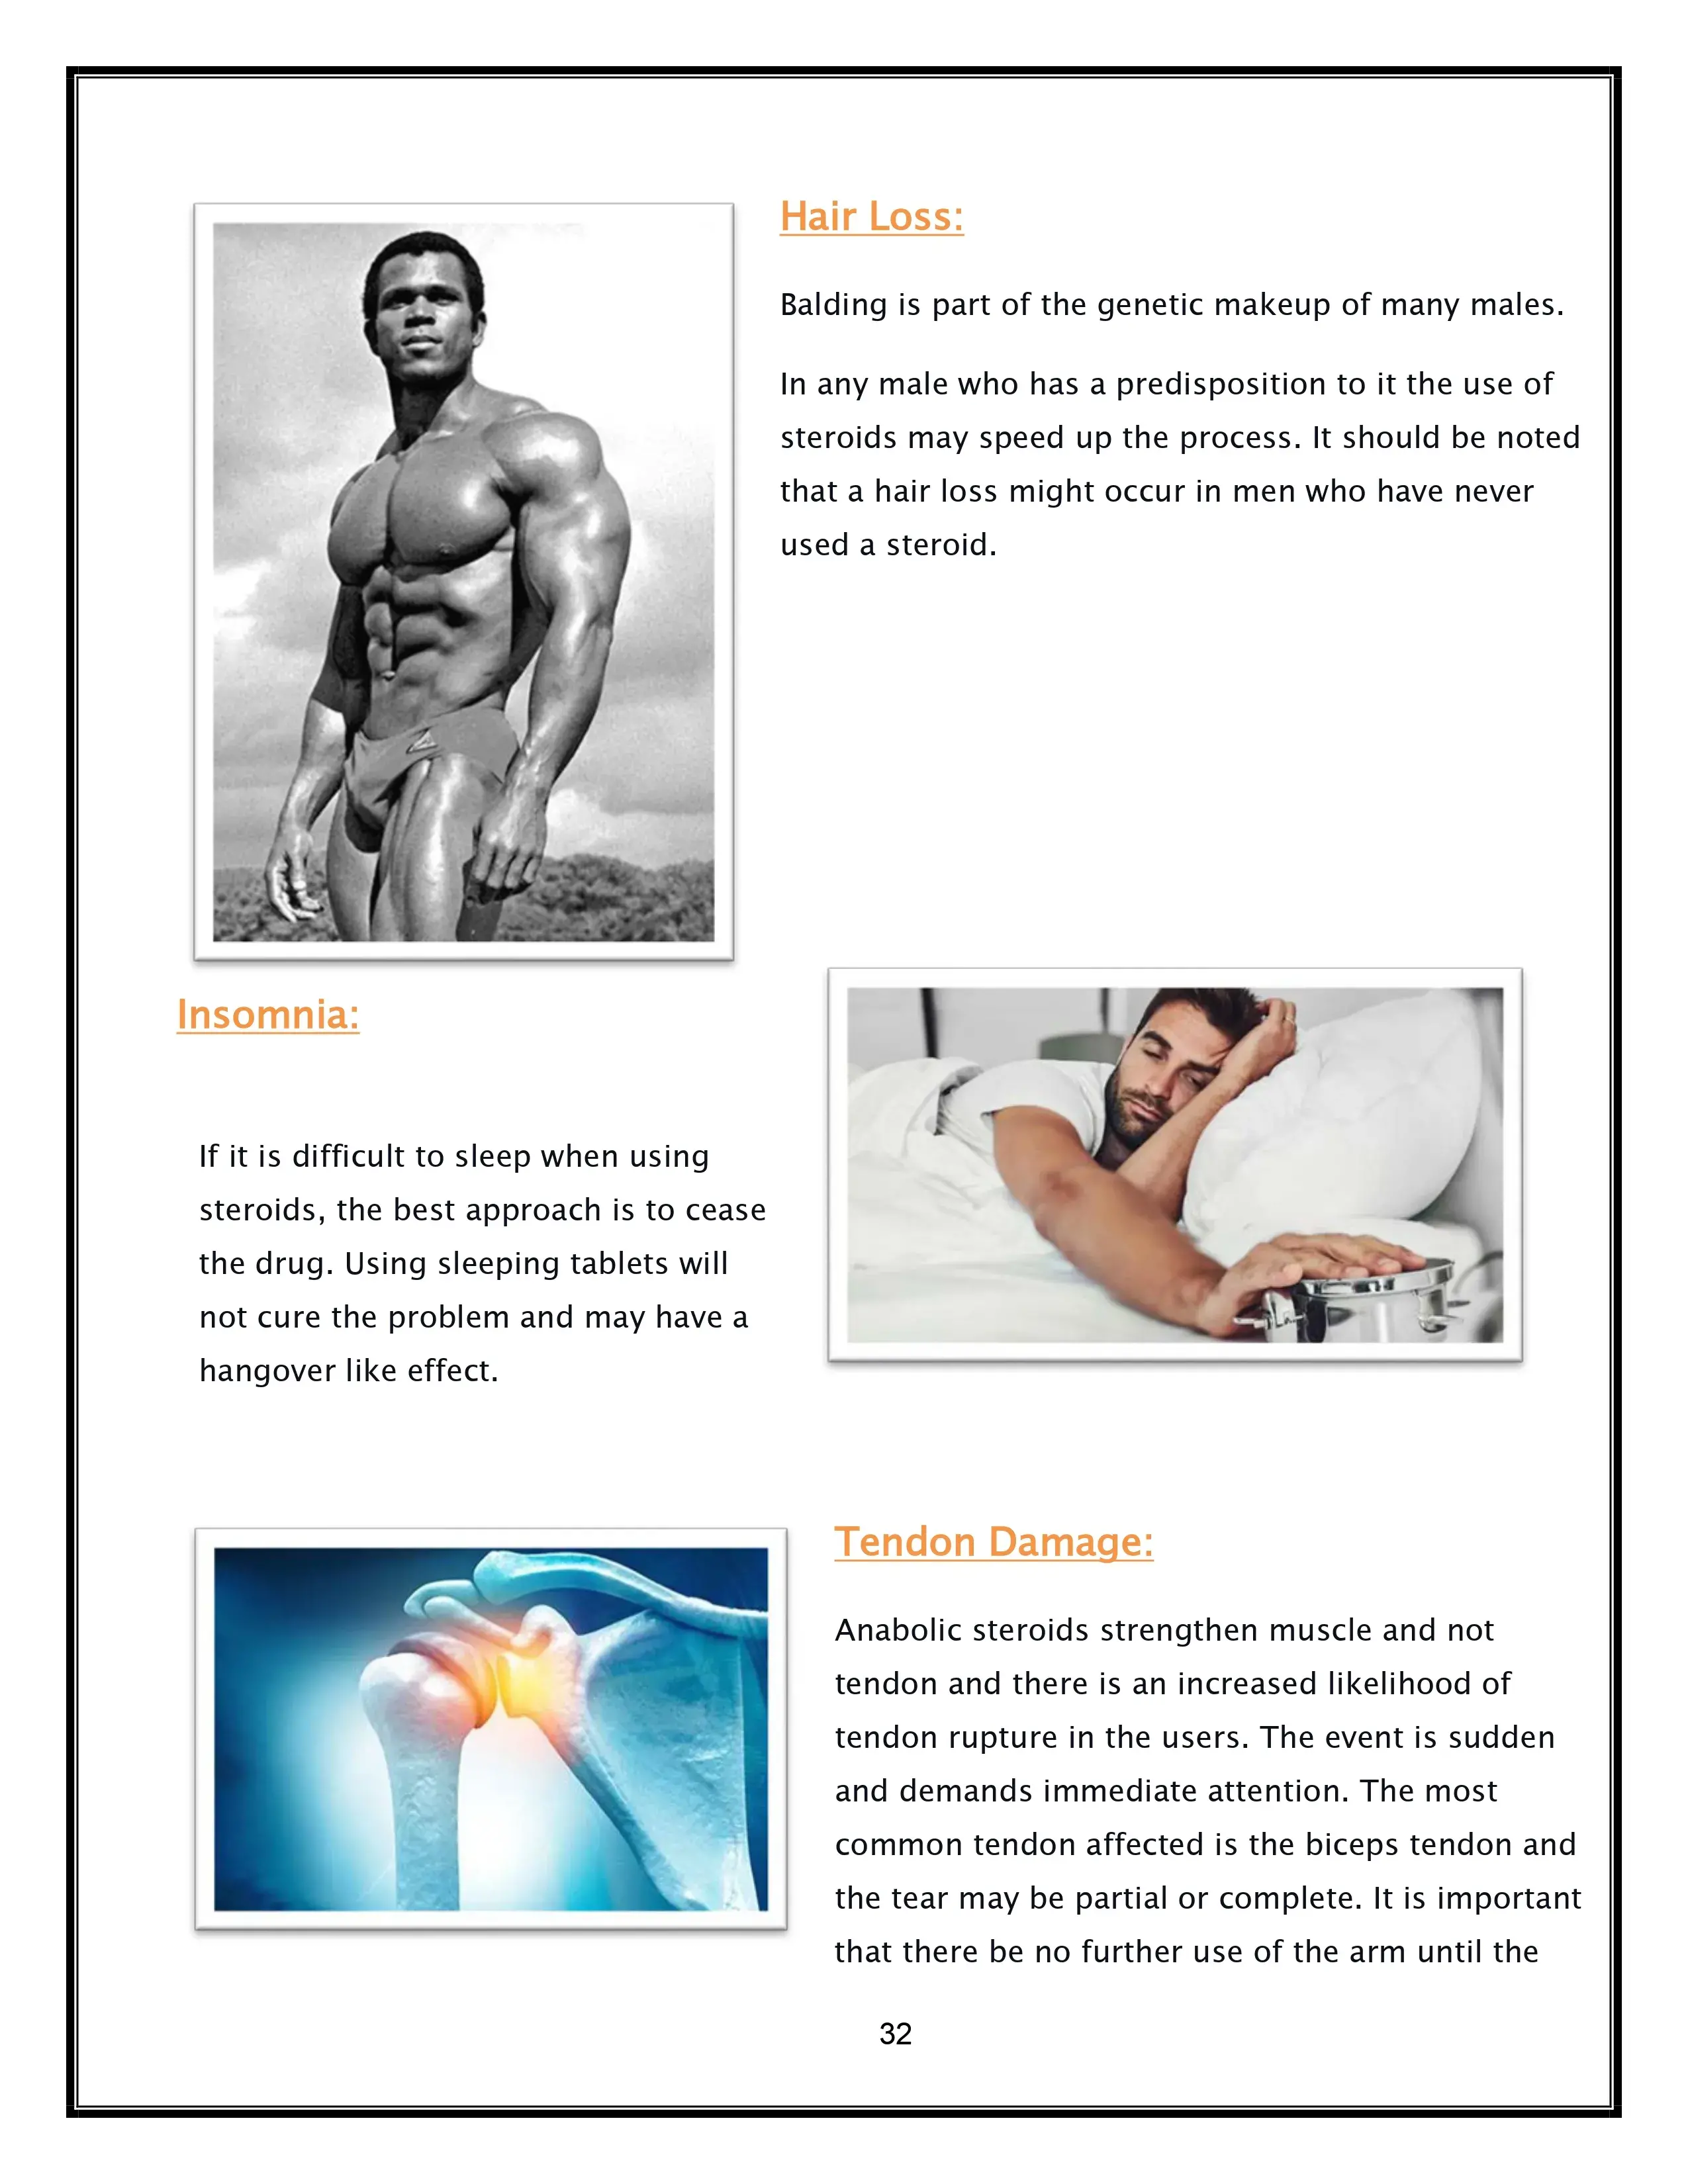 Hair Loss:
Balding is part of the genetic makeup of many males.
In any male who has a predisposition to it the use of
steroids may speed up the process. It should be noted
that a hair loss might occur in men who have never
used a steroid.
Insomnia:
If it is difficult to sleep when using
steroids, the best approach is to cease
the drug. Using sleeping tablets will
not cure the problem and may have a
hangover like effect.
Tendon Damage:
Anabolic steroids strengthen muscle and not
tendon and there is an increased likelihood of
tendon rupture in the users. The event is sudden
and demands immediate attention. The most
common tendon affected is the biceps tendon and
the tear may be partial or complete. It is important
that there be no further use of the arm until the
32